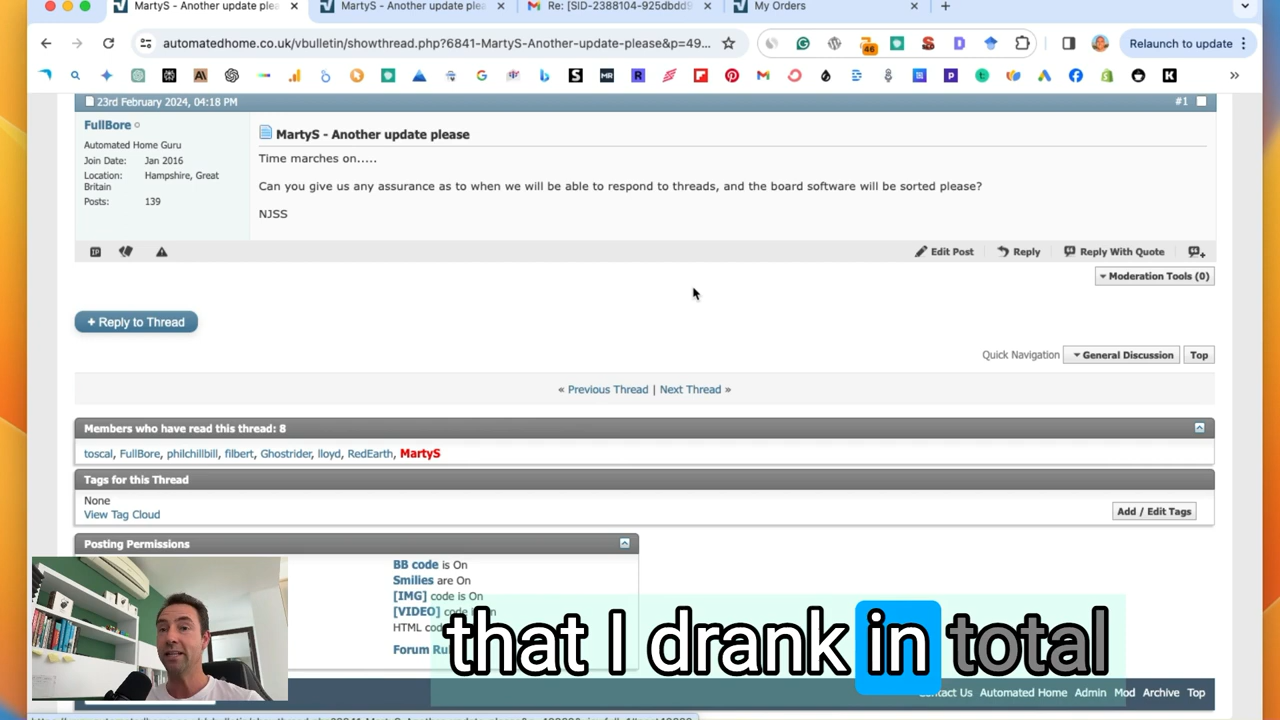 MartyS - Another update please
MartyS - Another update plea
Re: [SID-2388104-925dbdd9
My Orders
automatedhome.co.uk/vbulletin/showthread.php?6841-MartyS-Another-update-please&p=49...
46
Relaunch to update
23rd February 2024, 04:18 PM
#1
FullBore
Automated Home Guru
Join Date: Jan 2016
Location: Hampshire, Great Britain
Posts: 139
MartyS - Another update please
Time marches on.....
Can you give us any assurance as to when we will be able to respond to threads, and the board software will be sorted please?
NJSS
Edit Post
Reply
Reply With Quote
Moderation Tools (0)
+ Reply to Thread
Quick Navigation
General Discussion
Top
« Previous Thread | Next Thread »
Members who have read this thread: 8
toscal, FullBore, philchillbill, filbert, Ghostrider, lloyd, RedEarth, MartyS
Tags for this Thread
None
View Tag Cloud
Add / Edit Tags
Posting Permissions
BB code is On
Smilies are On
[IMG] code is On
[VIDEO] code is On
HTML cod
Forum Ru
that I drank in total
Contact Us Automated Home Admin Mod Archive Top